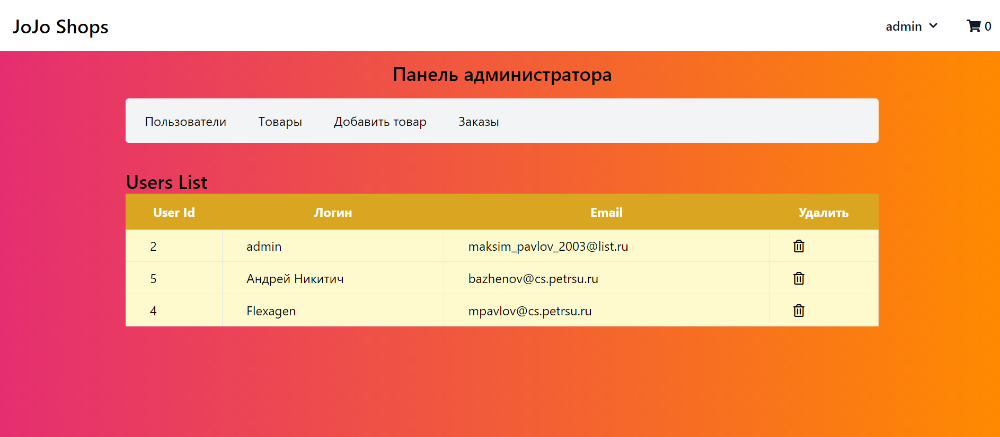 JoJo Shops admin 0
Панель администратора
Пользователи Товары Добавить товар Заказы
Users List
User Id Логин Email Удалить
2 admin maksim_pavlov_2003@list.ru
5 Андрей Никитич bazhenov@cs.petrsu.ru
4 Flexagen mpavlov@cs.petrsu.ru